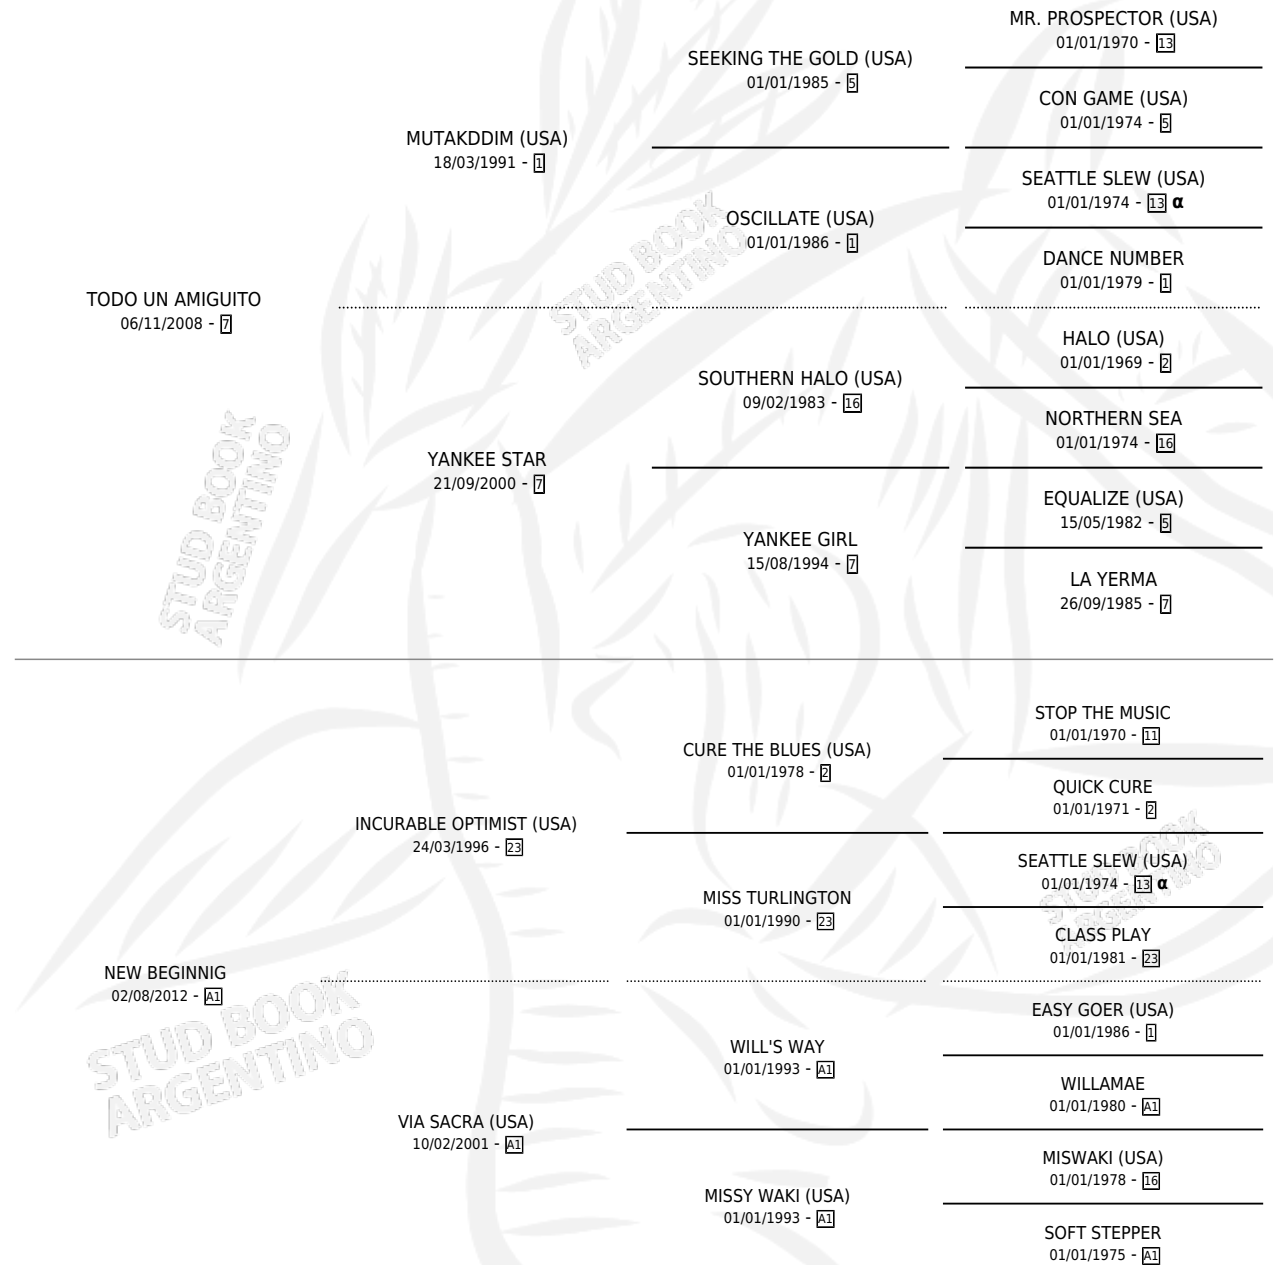 MR. PROSPECTOR (USA)
01/01/1970 - 13
SEEKING THE GOLD (USA)
01/01/1985 - 5
CON GAME (USA)
01/01/1974 - 5
MUTAKDDIM (USA)
18/03/1991 - 1
SEATTLE SLEW (USA)
01/01/1974 - 13 α
OSCILLATE (USA)
01/01/1986 - 1
DANCE NUMBER
01/01/1979 - 1
STUD BOOK
ARGENTINO
TODO UN AMIGUITO
06/11/2008 - 7
HALO (USA)
01/01/1969 - 2
SOUTHERN HALO (USA)
09/02/1983 - 16
NORTHERN SEA
01/01/1974 - 16
YANKEE STAR
21/09/2000 - 7
EQUALIZE (USA)
15/05/1982 - 5
YANKEE GIRL
15/08/1994 - 7
LA YERMA
26/09/1985 - 7
STUD BOOK
ARGENTINO
STOP THE MUSIC
01/01/1970 - 11
CURE THE BLUES (USA)
01/01/1978 - 2
QUICK CURE
01/01/1971 - 2
INCURABLE OPTIMIST (USA)
24/03/1996 - 23
SEATTLE SLEW (USA)
01/01/1974 - 13 α
MISS TURLINGTON
01/01/1990 - 23
CLASS PLAY
01/01/1981 - 23
STUD BOOK
ARGENTINO
NEW BEGINNIG
02/08/2012 - A1
EASY GOER (USA)
01/01/1986 - 1
WILL'S WAY
01/01/1993 - A1
WILLAMAE
01/01/1980 - A1
VIA SACRA (USA)
10/02/2001 - A1
MISWAKI (USA)
01/01/1978 - 16
MISSY WAKI (USA)
01/01/1993 - A1
SOFT STEPPER
01/01/1975 - A1
STUD BOOK
ARGENTINO